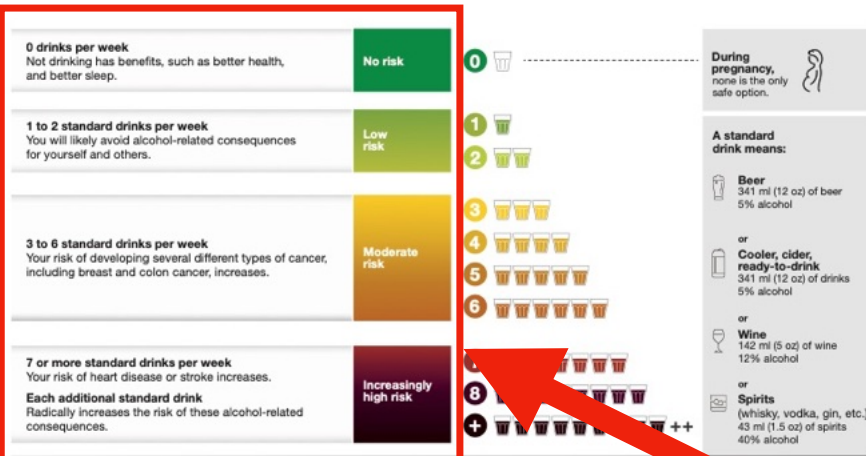 0 drinks per week
Not drinking has benefits, such as better health,
and better sleep.
No risk
1 to 2 standard drinks per week
You will likely avoid alcohol-related consequences
for yourself and others.
Low
risk
3 to 6 standard drinks per week
Your risk of developing several different types of cancer,
including breast and colon cancer, increases.
Moderate
risk
7 or more standard drinks per week
Your risk of heart disease or stroke increases.
Each additional standard drink
Radically increases the risk of these alcohol-related
consequences.
Increasingly
high risk
0
1
2
3
4
5
6
8
+
++
During
pregnancy,
none is the only
safe option.
A standard
drink means:
Beer
341 ml (12 oz) of beer
5% alcohol
or
Cooler, cider,
ready-to-drink
341 ml (12 oz) of drinks
5% alcohol
or
Wine
142 ml (5 oz) of wine
12% alcohol
or
Spirits
(whisky, vodka, gin, etc.)
43 ml (1.5 oz) of spirits
40% alcohol